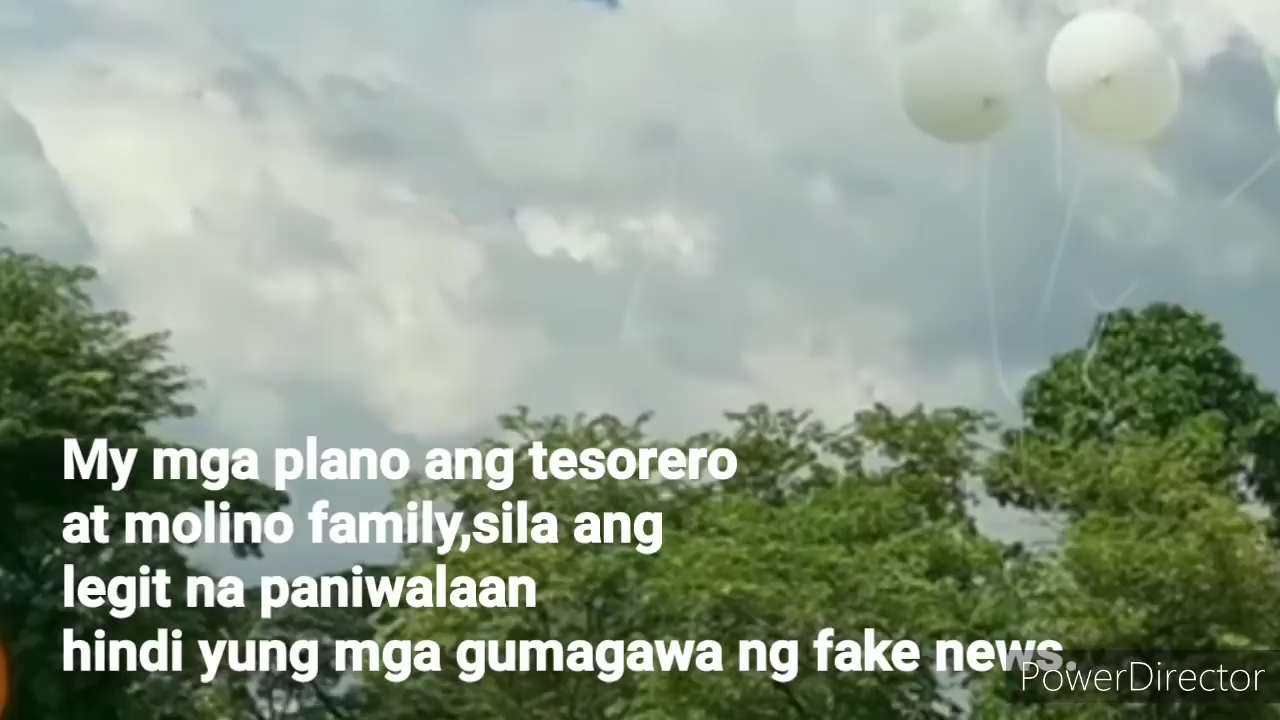 My mga plano ang tesorero
at molino family,sila ang
legit na paniwalaan
hindi yung mga gumagawa ng fake news.
PowerDirector